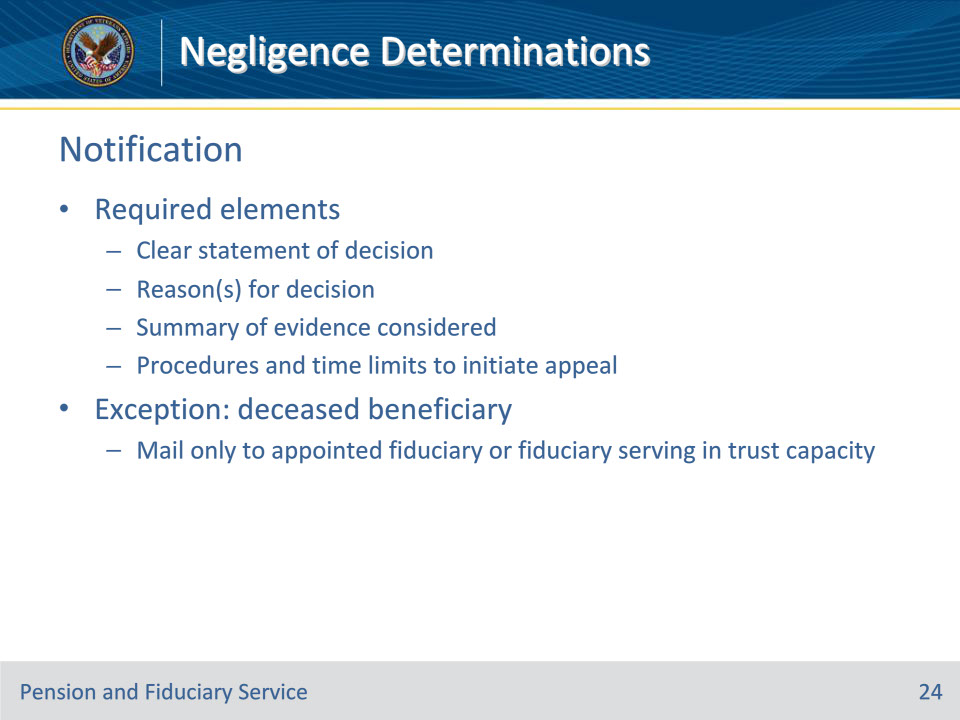 Negligence Determinations
Notification
• Required elements
– Clear statement of decision
– Reason(s) for decision
– Summary of evidence considered
– Procedures and time limits to initiate appeal
• Exception: deceased beneficiary
– Mail only to appointed fiduciary or fiduciary serving in trust capacity
Pension and Fiduciary Service
24